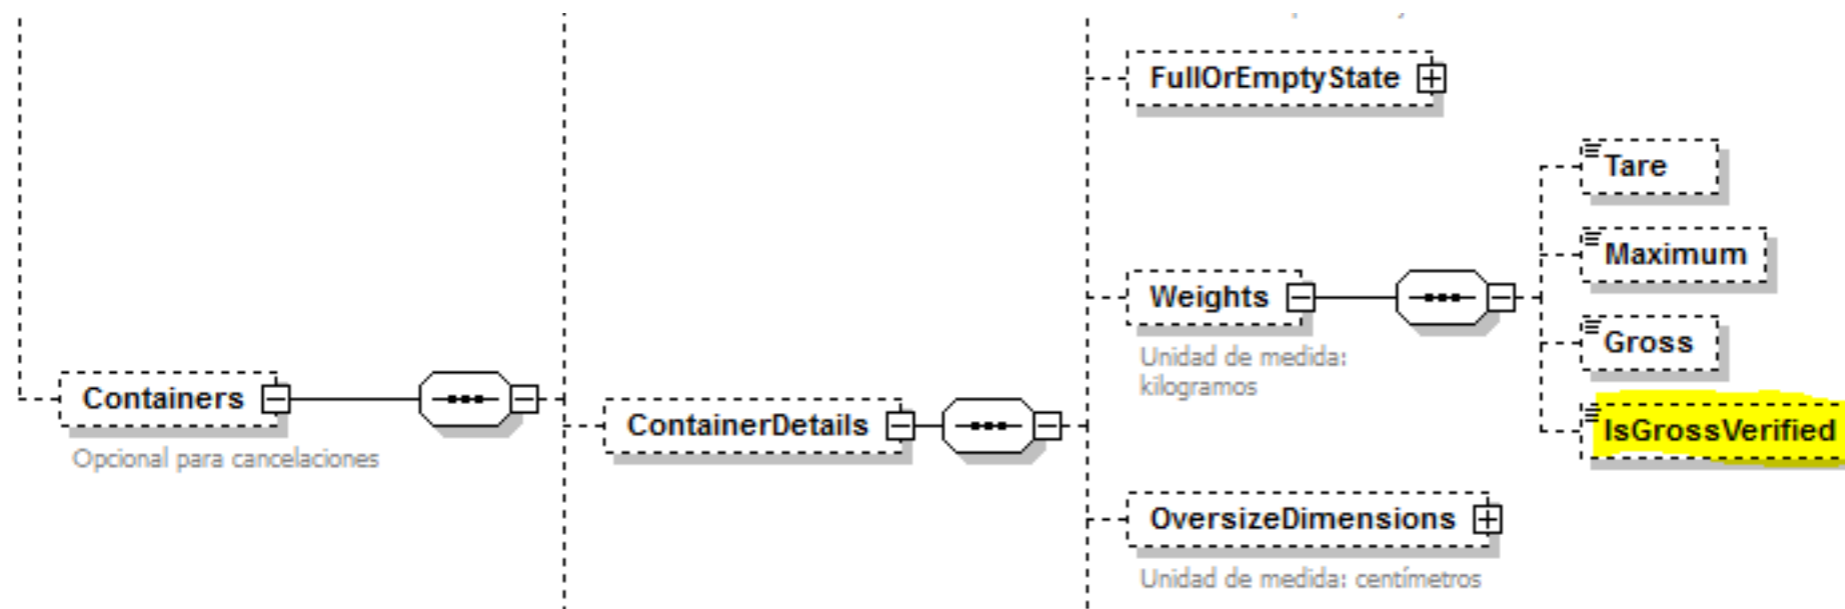 FullOrEmptyState
Tare
Maximum
Weights
Unidad de medida:
kilogramos
Gross
Containers
Opcional para cancelaciones
ContainerDetails
IsGrossVerified
OversizeDimensions
Unidad de medida: centímetros